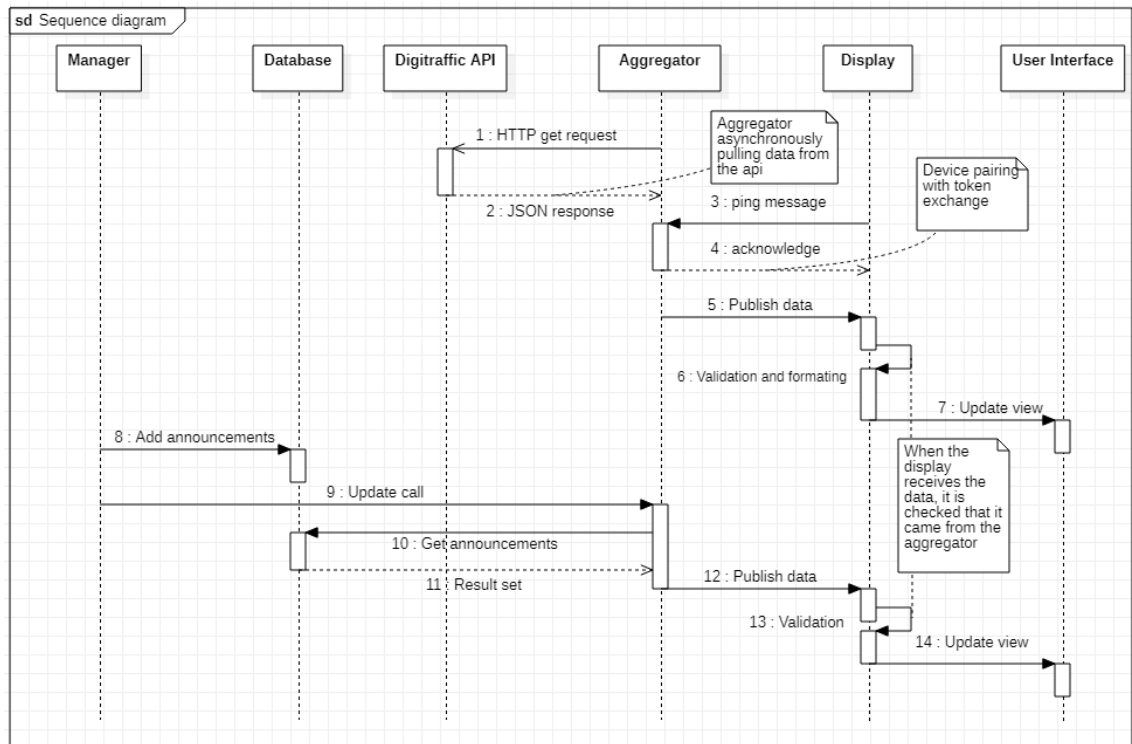 sd Sequence diagram
Manager
Database
Digitraffic API
Aggregator
Display
User Interface
1 : HTTP get request
Aggregator
asynchronously
pulling data from
the api
Device pairing
with token
exchange
2 : JSON response
3 : ping message
4 : acknowledge
5 : Publish data
6 : Validation and formating
7 : Update view
8 : Add announcements
When the
display
receives the
data, it is
checked that it
came from the
aggregator
9 : Update call
10 : Get announcements
11 : Result set
12 : Publish data
13 : Validation
14 : Update view